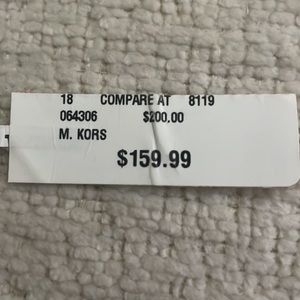 18 COMPARE AT 8119
064306 $200.00
M. KORS
$159.99